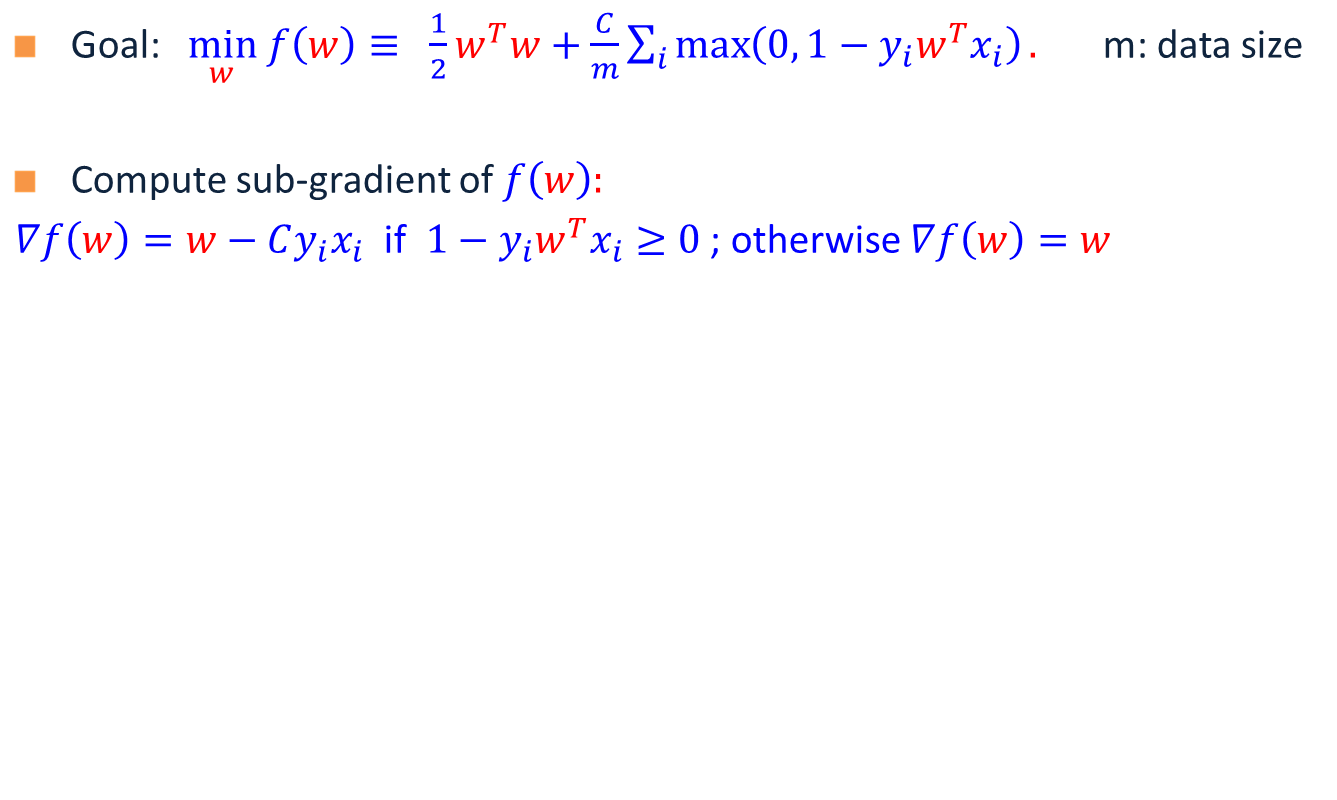 Goal: min_w f(w) ≡ 1/2 w^T w + C/m ∑_i max(0, 1 − y_i w^T x_i). m: data size
Compute sub-gradient of f(w):
∇f(w) = w − Cy_i x_i if 1 − y_i w^T x_i ≥ 0 ; otherwise ∇f(w) = w